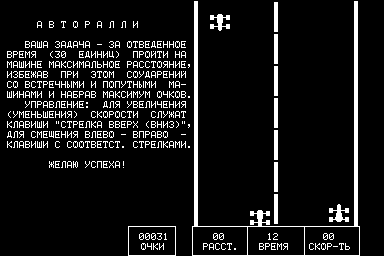 АВТОРАЛЛИ
ВАША ЗАДАЧА - ЗА ОТВЕДЕННОЕ
ВРЕМЯ (30 ЕДИНИЦ) ПРОЙТИ НА
МАШИНЕ МАКСИМАЛЬНОЕ РАССТОЯНИЕ,
ИЗБЕЖАВ ПРИ ЭТОМ СОУДАРЕНИЙ
СО ВСТРЕЧНЫМИ И ПОПУТНЫМИ МА-
ШИНАМИ И НАБРАВ МАКСИМУМ ОЧКОВ.
УПРАВЛЕНИЕ: ДЛЯ УВЕЛИЧЕНИЯ
(УМЕНЬШЕНИЯ) СКОРОСТИ СЛУЖАТ
КЛАВИШИ "СТРЕЛКА ВВЕРХ (ВНИЗ)",
ДЛЯ СМЕЩЕНИЯ ВЛЕВО - ВПРАВО -
КЛАВИШИ С СООТВЕТСТ. СТРЕЛКАМИ.
ЖЕЛАЮ УСПЕХА!
00031 00 12 00
ОЧКИ РАССТ. ВРЕМЯ СКОР-ТЬ